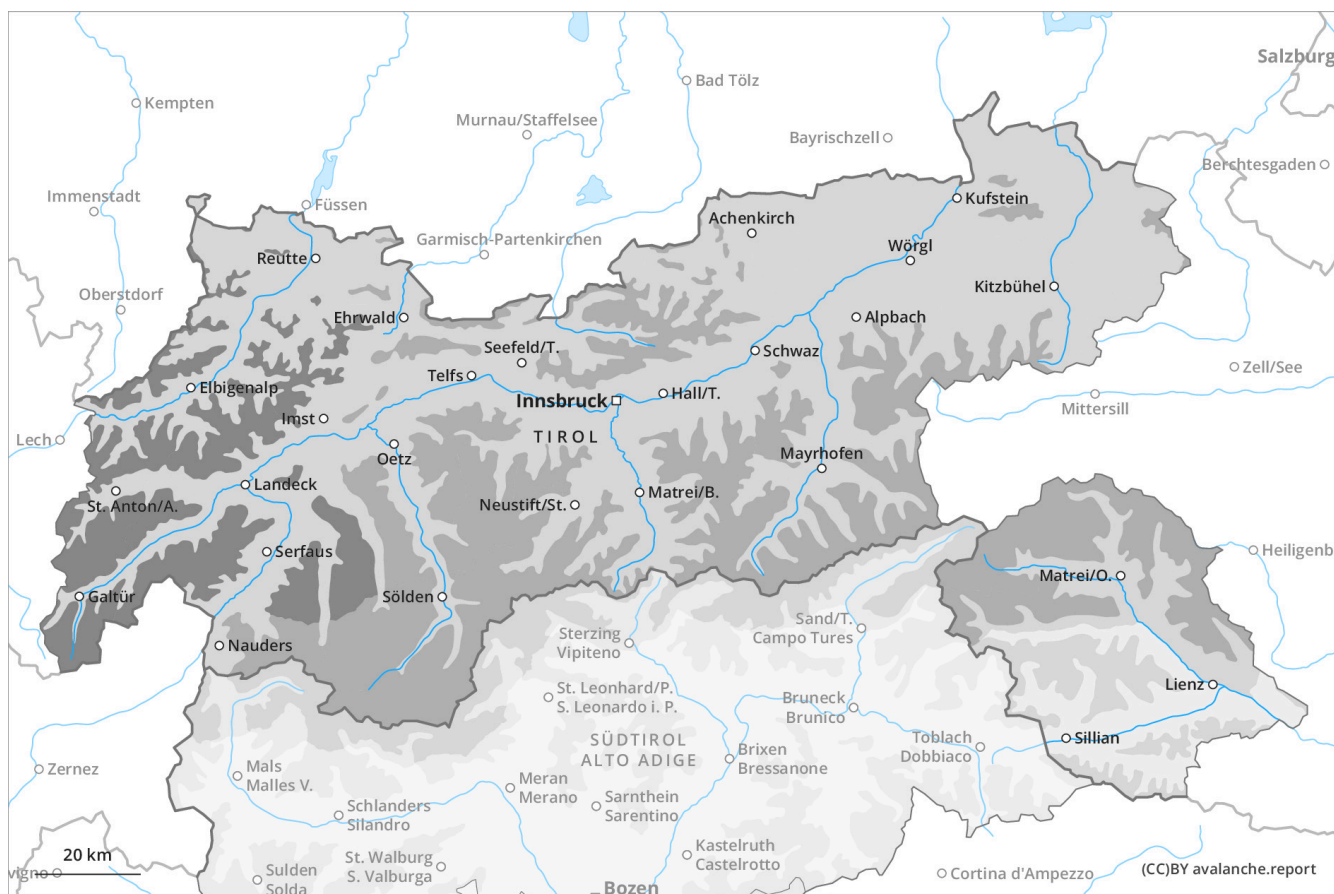 Salzburg
Kempten
Bad Tölz
Murnau/Staffelsee
Bayrischzell
Berchtesgaden
Immenstadt
Füssen
Kufstein
Achenkirch
Garmisch-Partenkirchen
Wörgl
Reutte
Oberstdorf
Kitzbühel
Ehrwald
Alpbach
Seefeld/T.
Schwaz
Telfs
Zell/See
Elbigenalp
Innsbruck
Hall/T.
Mittersill
Imst
Lech
TIROL
Oetz
Mayrhofen
Landeck
St. Anton/A.
Neustift/St.
Matrei/B.
Serfaus
Heiligenb
Matrei/O.
Galtür
Sölden
Sand/T.
Campo Tures
Sterzing
Vipiteno
Nauders
Lienz
St. Leonhard/P.
S. Leonardo i. P.
Bruneck
Brunico
Sillian
SÜDTIROL
ALTO ADIGE
Toblach
Dobbiaco
Brixen
Bressanone
Zernez
Mals
Malles V.
Meran
Merano
Schlanders
Silandro
Sarnthein
Sarentino
Kastelruth
Castelrotto
20 km
St. Walburg
S. Valburga
vigno
Sulden
Solda
Cortina d'Ampezzo
(CC)BY avalanche.report
Bozen